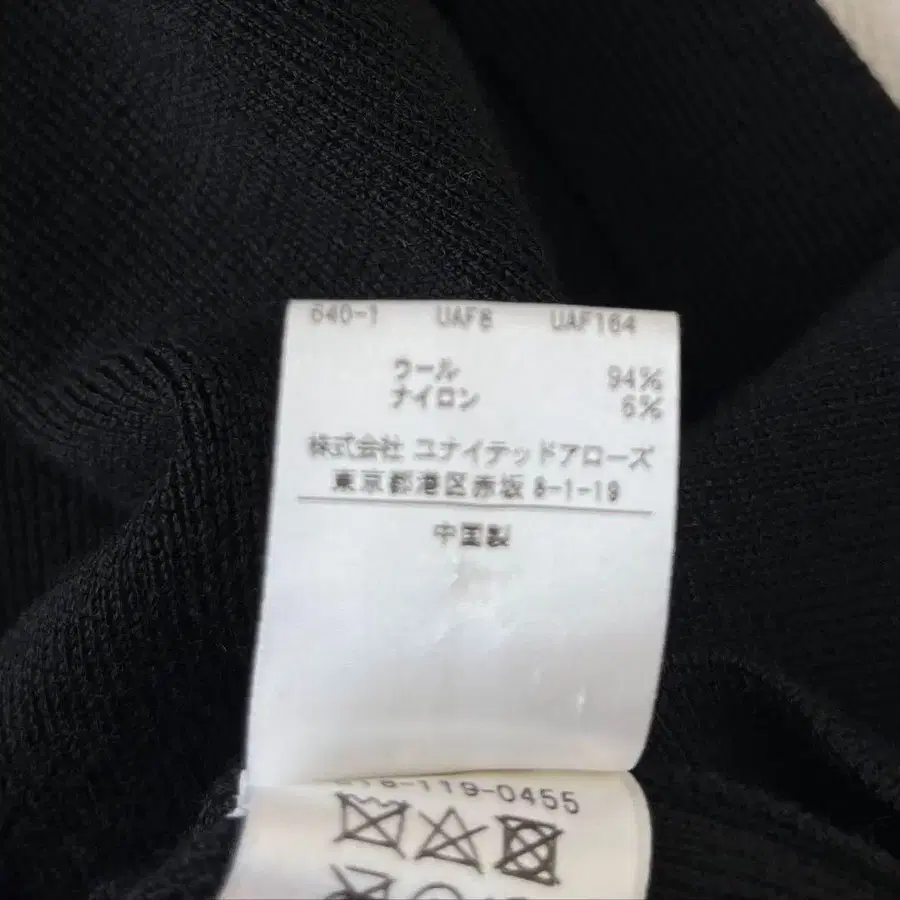 640-1 UAF8 UAF164
ウール 94%
ナイロン 6%
株式会社 ユナイテッドアローズ
東京都港区赤坂 8-1-19
中国製
-119-0455